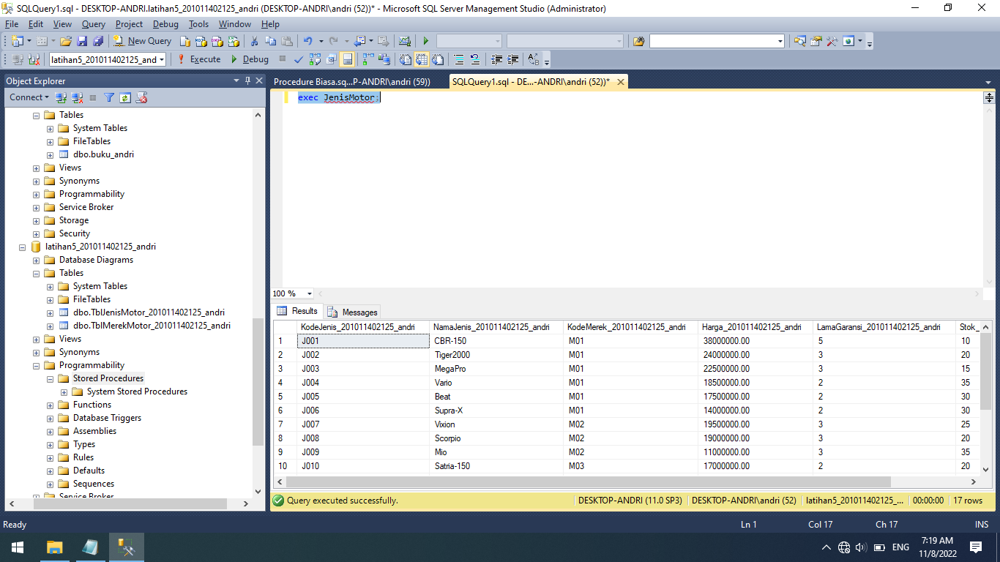 SQLQuery1.sql - DESKTOP-ANDRI.latihan5_201011402125_andri (DESKTOP-ANDRI\andri (52))* - Microsoft SQL Server Management Studio (Administrator)
File Edit View Query Project Debug Tools Window Help
New Query
latihan5_201011402125_and Execute Debug
Object Explorer
Connect
Tables
System Tables
FileTables
dbo.buku_andri
Views
Synonyms
Programmability
Service Broker
Storage
Security
latihan5_201011402125_andri
Database Diagrams
Tables
System Tables
FileTables
dbo.TblJenisMotor_201011402125_andri
dbo.TblMerekMotor_201011402125_andri
Views
Synonyms
Programmability
Stored Procedures
System Stored Procedures
Functions
Database Triggers
Assemblies
Types
Rules
Defaults
Sequences
Service Broker
Procedure Biasa.sq...P-ANDRI\andri (59)) SQLQuery1.sql - DE...-ANDRI\andri (52))*
exec JenisMotor;
100 %
Results Messages
KodeJenis_201011402125_andri NamaJenis_201011402125_andri KodeMerek_201011402125_andri Harga_201011402125_andri LamaGaransi_201011402125_andri Stok_
1 J001 CBR-150 M01 38000000.00 5 10
2 J002 Tiger2000 M01 24000000.00 3 20
3 J003 MegaPro M01 22500000.00 3 15
4 J004 Vario M01 18500000.00 2 35
5 J005 Beat M01 17500000.00 2 30
6 J006 Supra-X M01 14000000.00 2 30
7 J007 Vixion M02 19500000.00 3 25
8 J008 Scorpio M02 19000000.00 3 20
9 J009 Mio M02 11000000.00 3 35
10 J010 Satria-150 M03 17000000.00 2 20
Query executed successfully. DESKTOP-ANDRI (11.0 SP3) DESKTOP-ANDRI\andri (52) latihan5_201011402125_... 00:00:00 17 rows
Ready Ln 1 Col 17 Ch 17 INS
ENG 7:19 AM
11/8/2022